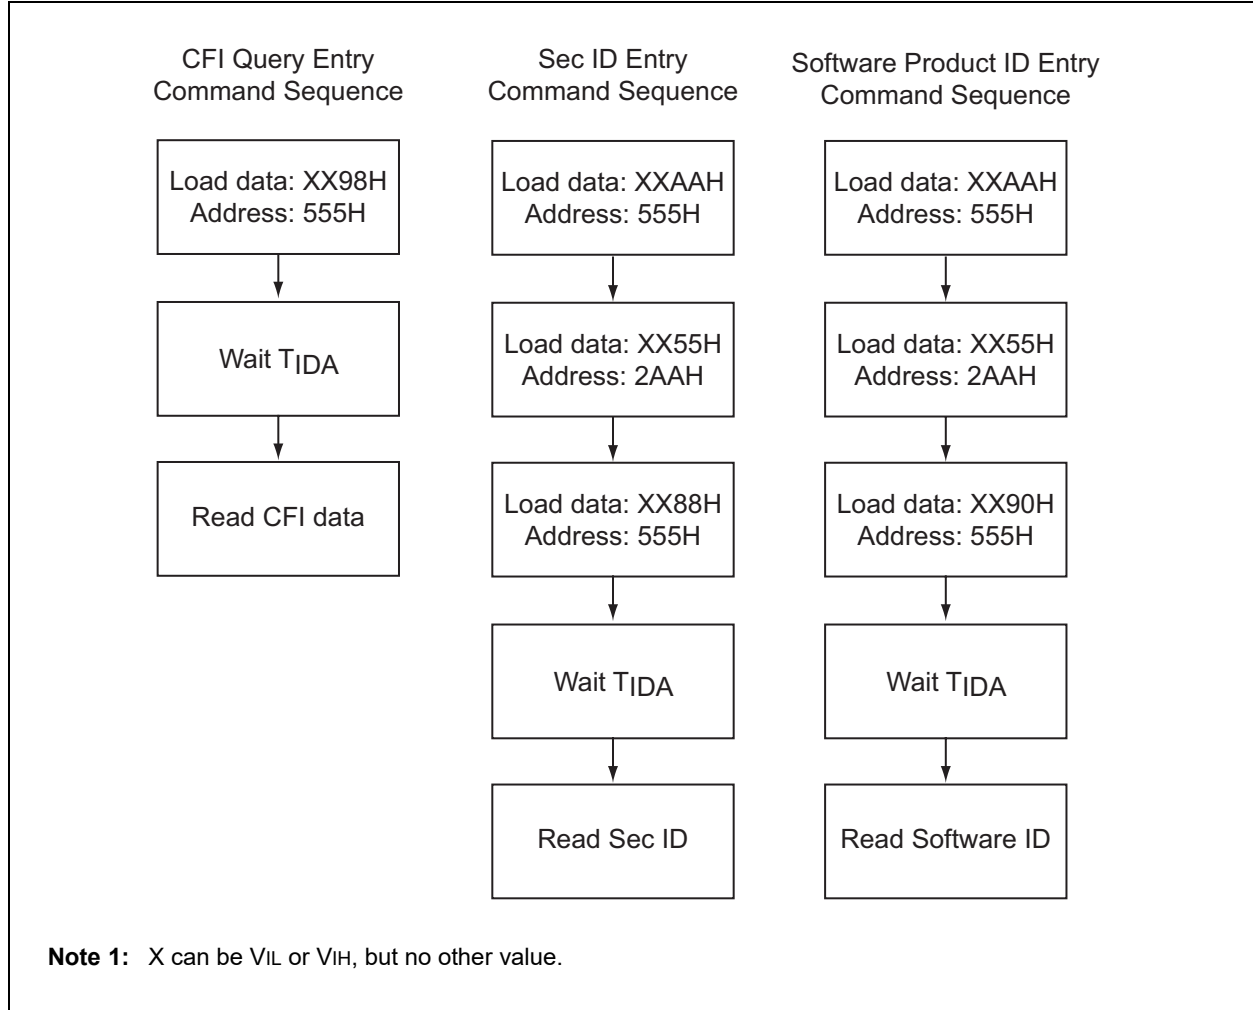 CFI Query Entry
Command Sequence
Load data: XX98H
Address: 555H
Wait TIDA
Read CFI data
Sec ID Entry
Command Sequence
Load data: XXAAH
Address: 555H
Load data: XX55H
Address: 2AAH
Load data: XX88H
Address: 555H
Wait TIDA
Read Sec ID
Software Product ID Entry
Command Sequence
Load data: XXAAH
Address: 555H
Load data: XX55H
Address: 2AAH
Load data: XX90H
Address: 555H
Wait TIDA
Read Software ID
Note 1: X can be VIL or VIH, but no other value.